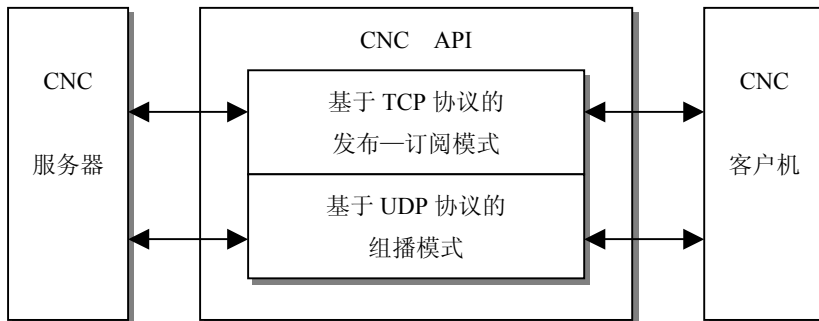 CNC
服务器
CNC API
基于 TCP 协议的
发布—订阅模式
基于 UDP 协议的
组播模式
CNC
客户机